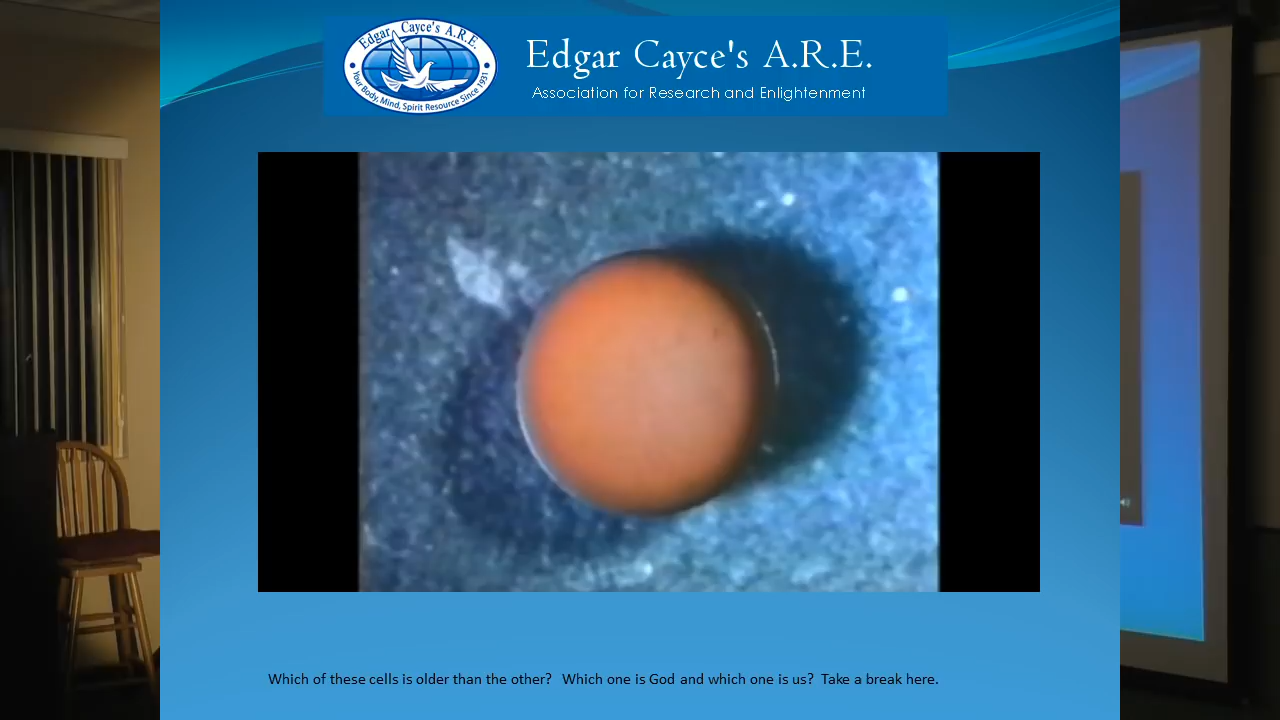 Edgar Cayce's A.R.E.
Your Body, Mind, Spirit Resource Since 1931
Edgar Cayce's A.R.E.
Association for Research and Enlightenment
Which of these cells is older than the other?   Which one is God and which one is us?  Take a break here.